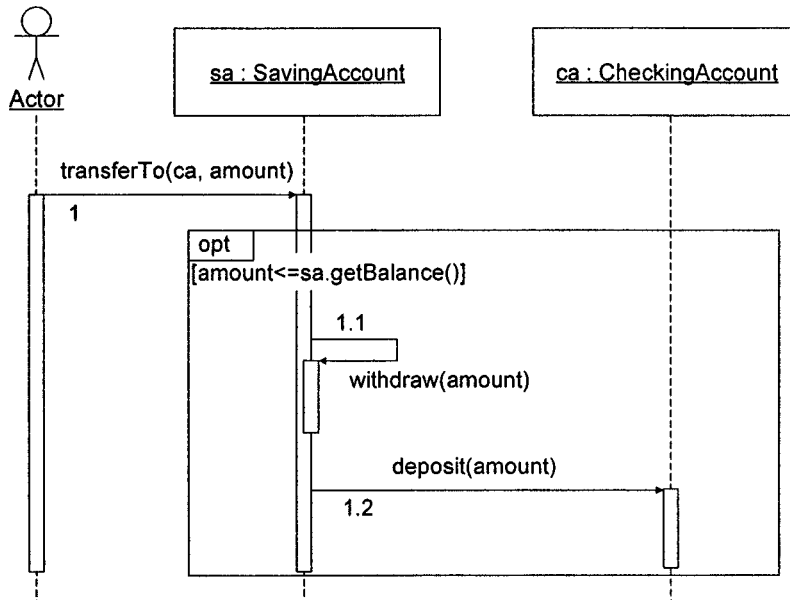 sa : SavingAccount
ca : CheckingAccount
Actor
transferTo(ca, amount)
1
opt
[amount<=sa.getBalance()]
1.1
withdraw(amount)
deposit(amount)
1.2